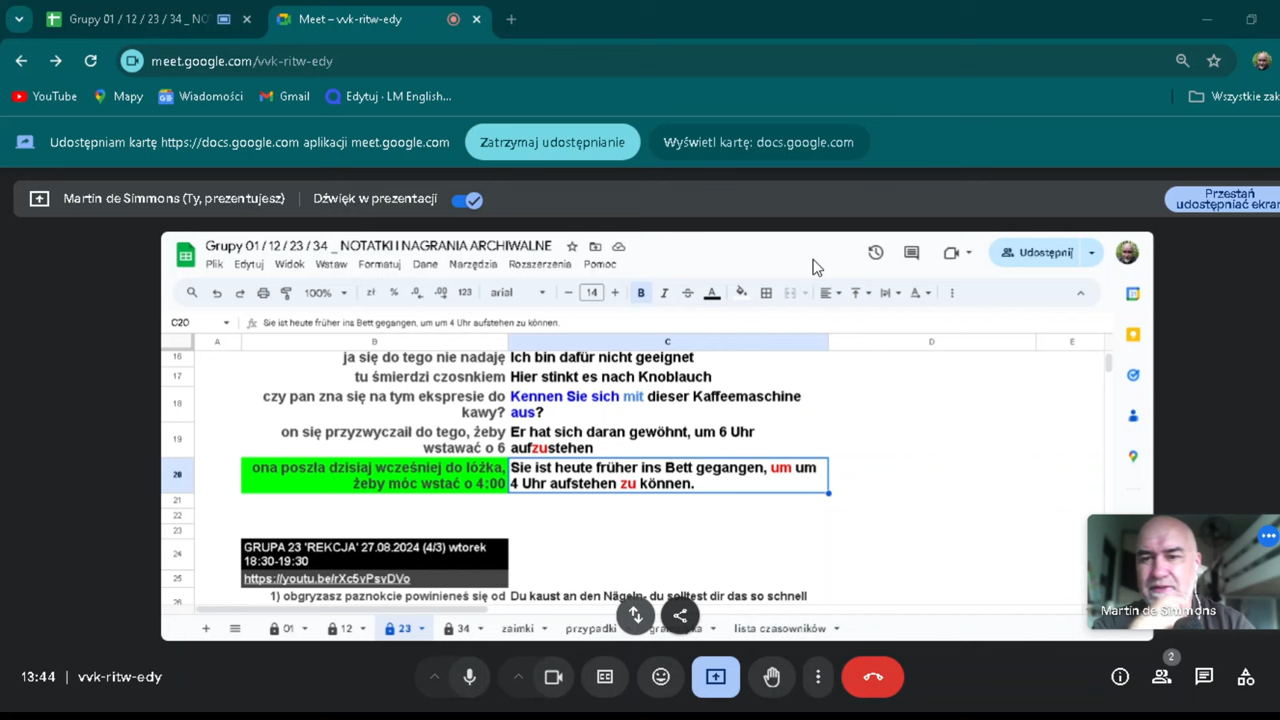 Grupy 01 / 12 / 23 / 34 _ NO
Meet – vvk-ritw-edy
meet.google.com/vvk-ritw-edy
YouTube
Mapy
Wiadomości
Gmail
Edytuj · LM English...
Wszystkie zak
Udostępniam kartę https://docs.google.com aplikacji meet.google.com
Zatrzymaj udostępnianie
Wyświetl kartę: docs.google.com
Martin de Simmons (Ty, prezentujesz)
Dźwięk w prezentacji
Przestań
udostępniać ekran
Grupy 01 / 12 / 23 / 34 _ NOTATKI I NAGRANIA ARCHIWALNE
Plik Edytuj Widok Wstaw Formatuj Dane Narzędzia Rozszerzenia Pomoc
Udostępnij
100% zł % .0 .00 123 arial 14 B I A
C20 fx Sie ist heute früher ins Bett gegangen, um um 4 Uhr aufstehen zu können.
A B C D E
16 ja się do tego nie nadaję Ich bin dafür nicht geeignet
17 tu śmierdzi czosnkiem Hier stinkt es nach Knoblauch
18 czy pan zna się na tym ekspresie do kawy? Kennen Sie sich mit dieser Kaffeemaschine aus?
19 on się przyzwyczaił do tego, żeby wstawać o 6 Er hat sich daran gewöhnt, um 6 Uhr aufzustehen
20 ona poszła dzisiaj wcześniej do łóżka, żeby móc wstać o 4:00 Sie ist heute früher ins Bett gegangen, um um 4 Uhr aufstehen zu können.
21
22
23
24 GRUPA 23 'REKCJA' 27.08.2024 (4/3) wtorek 18:30-19:30
25 https://youtu.be/rXc5vPsvDVo
26 1) obgryzasz paznokcie powinieneś się od Du kaust an den Nägeln- du solltest dir das so schnell
01 12 23 34 zaimki przypadki lista czasowników
Martin de Simmons
13:44 | vvk-ritw-edy
2